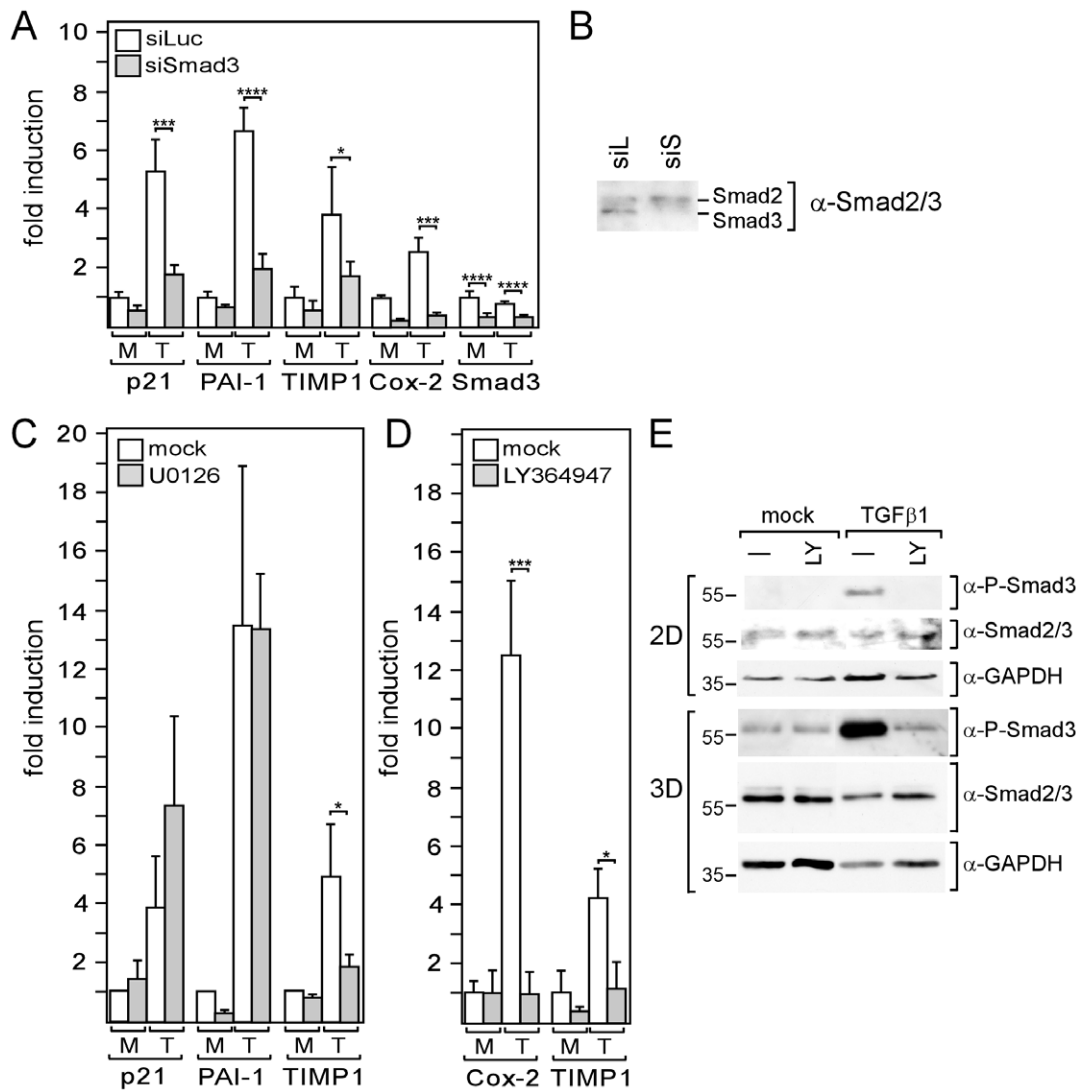 A
10
8
6
4
2
fold induction
siLuc
siSmad3
***
****
*
***
****
****
M T M T M T M T M T
p21 PAI-1 TIMP1 Cox-2 Smad3
B
siL siS
Smad2
Smad3
α-Smad2/3
C
20
18
16
14
12
10
8
6
4
2
fold induction
mock
U0126
*
M T M T M T
p21 PAI-1 TIMP1
D
18
16
14
12
10
8
6
4
2
fold induction
mock
LY364947
***
*
M T M T
Cox-2 TIMP1
E
mock TGFβ1
| LY | LY
2D
55 α-P-Smad3
55 α-Smad2/3
35 α-GAPDH
3D
55 α-P-Smad3
55 α-Smad2/3
35 α-GAPDH